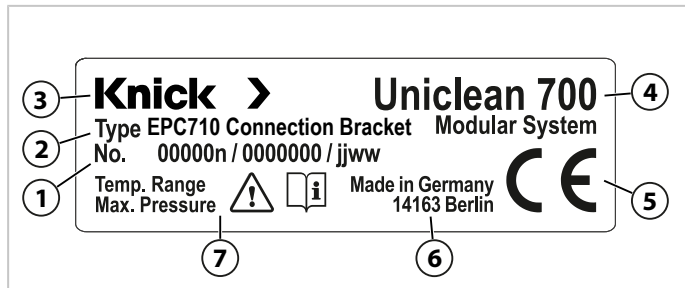 Knick >
Uniclean 700
Type EPC710 Connection Bracket
Modular System
No. 00000n / 0000000 / jjww
Temp. Range
Max. Pressure
i
Made in Germany
14163 Berlin
CE
1
2
3
4
5
6
7